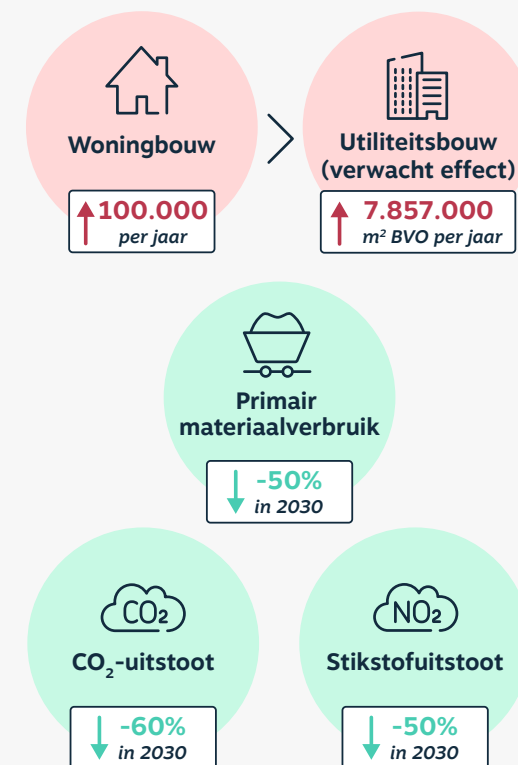 Woningbouw
100.000
per jaar
Utiliteitsbouw
(verwacht effect)
7.857.000
m² BVO per jaar
Primair
materiaalverbruik
-50%
in 2030
CO2
CO₂-uitstoot
-60%
in 2030
NO2
Stikstofuitstoot
-50%
in 2030